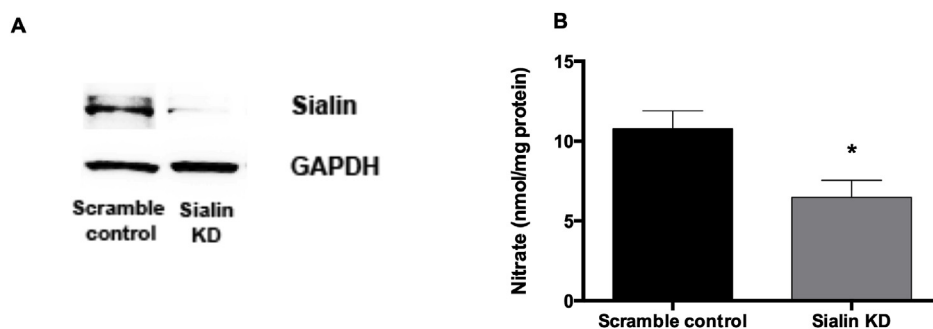 A
Sialin
GAPDH
Scramble
control
Sialin
KD
B
Nitrate (nmol/mg protein)
15
10
5
0
*
Scramble control
Sialin KD